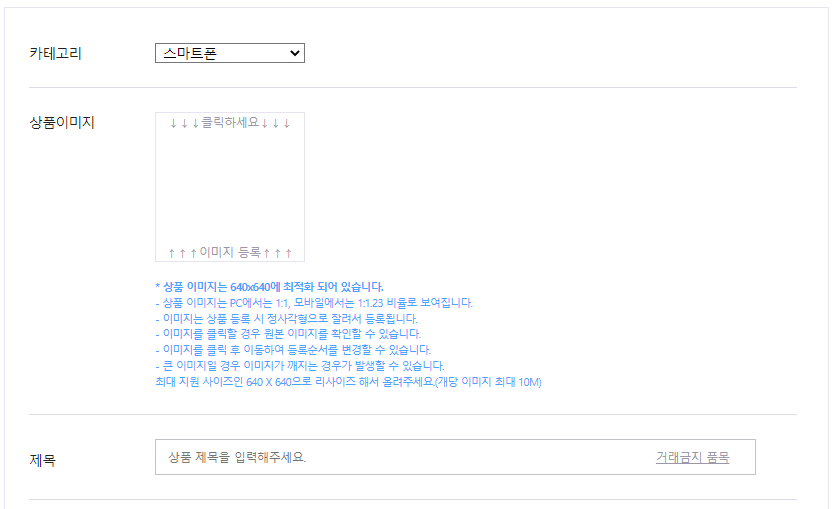 카테고리
스마트폰
상품이미지
↓↓↓클릭하세요↓↓↓
↑↑↑이미지 등록↑↑↑
* 상품 이미지는 640x640에 최적화 되어 있습니다.
- 상품 이미지는 PC에서는 1:1, 모바일에서는 1:1.23 비율로 보여집니다.
- 이미지는 상품 등록 시 정사각형으로 잘려서 등록됩니다.
- 이미지를 클릭할 경우 원본 이미지를 확인할 수 있습니다.
- 이미지를 클릭 후 이동하여 등록순서를 변경할 수 있습니다.
- 큰 이미지일 경우 이미지가 깨지는 경우가 발생할 수 있습니다.
최대 지원 사이즈인 640 X 640으로 리사이즈 해서 올려주세요.(개당 이미지 최대 10M)
제목
상품 제목을 입력해주세요.
거래금지 품목